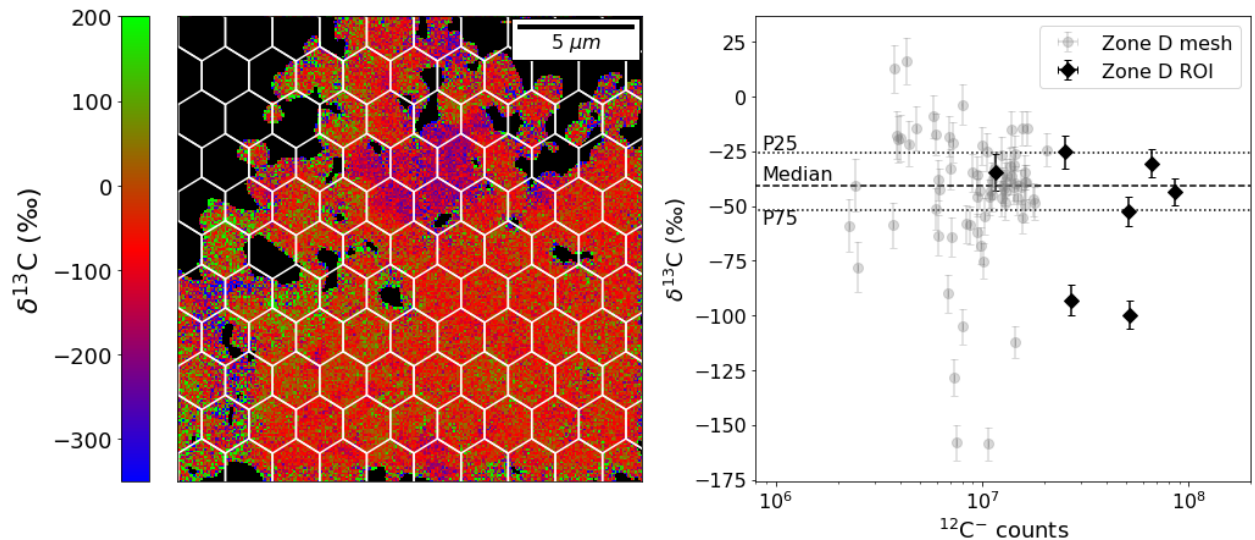 200
100
0
−100
−200
−300
δ¹³C (‰)
5 μm
25
0
−25
−50
−75
−100
−125
−150
−175
δ¹³C (‰)
Zone D mesh
Zone D ROI
P25
Median
P75
10⁶
10⁷
10⁸
¹²C⁻ counts